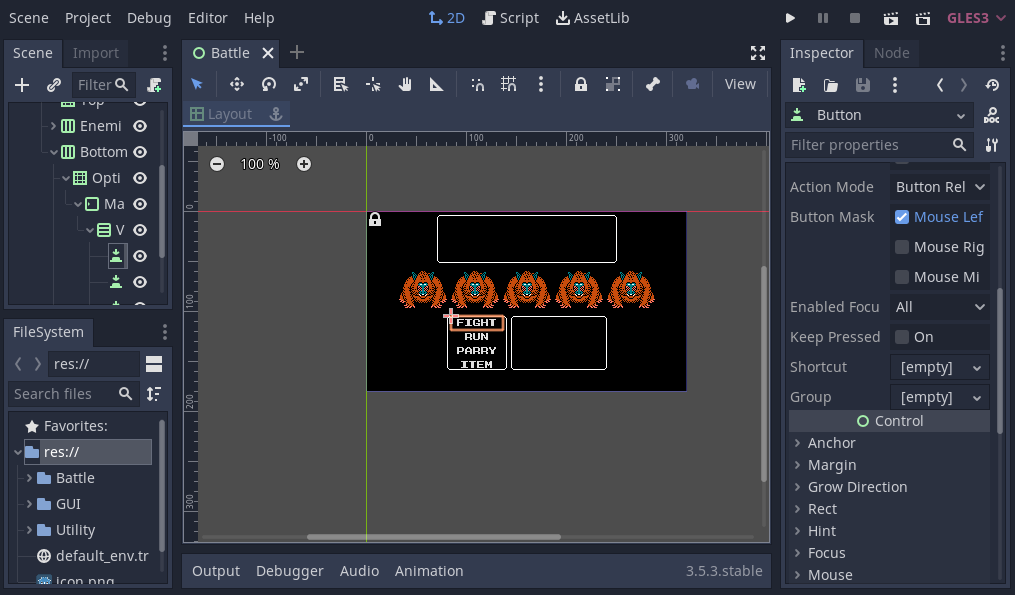 Scene Project Debug Editor Help 2D Script AssetLib GLES3
Scene Import
Filter
Top
Enemi
Bottom
Opti
Ma
V
FileSystem
res://
Search files
Favorites:
res://
Battle
GUI
Utility
default_env.tr
icon.png
Battle
View
Layout
-100 0 100 200 300
100 %
0
100
200
300
FIGHT
RUN
PARRY
ITEM
Output Debugger Audio Animation 3.5.3.stable
Inspector Node
DOC
Button
Filter properties
Action Mode Button Rel
Button Mask Mouse Lef
Mouse Rig
Mouse Mi
Enabled Focu All
Keep Pressed On
Shortcut [empty]
Group [empty]
Control
Anchor
Margin
Grow Direction
Rect
Hint
Focus
Mouse